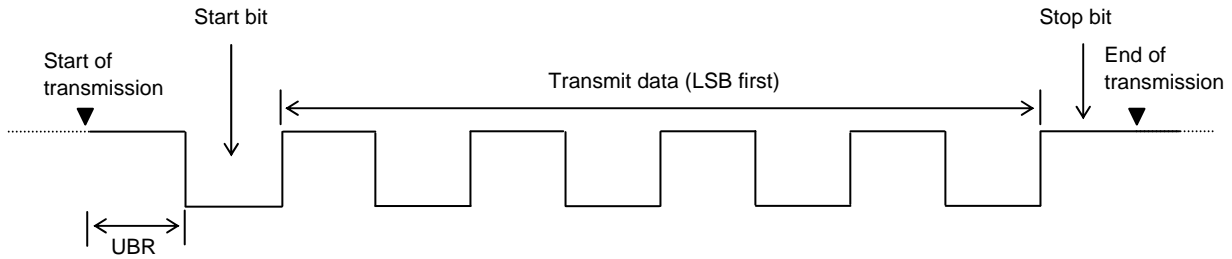 Start bit
Stop bit
Start of
transmission
End of
transmission
Transmit data (LSB first)
UBR